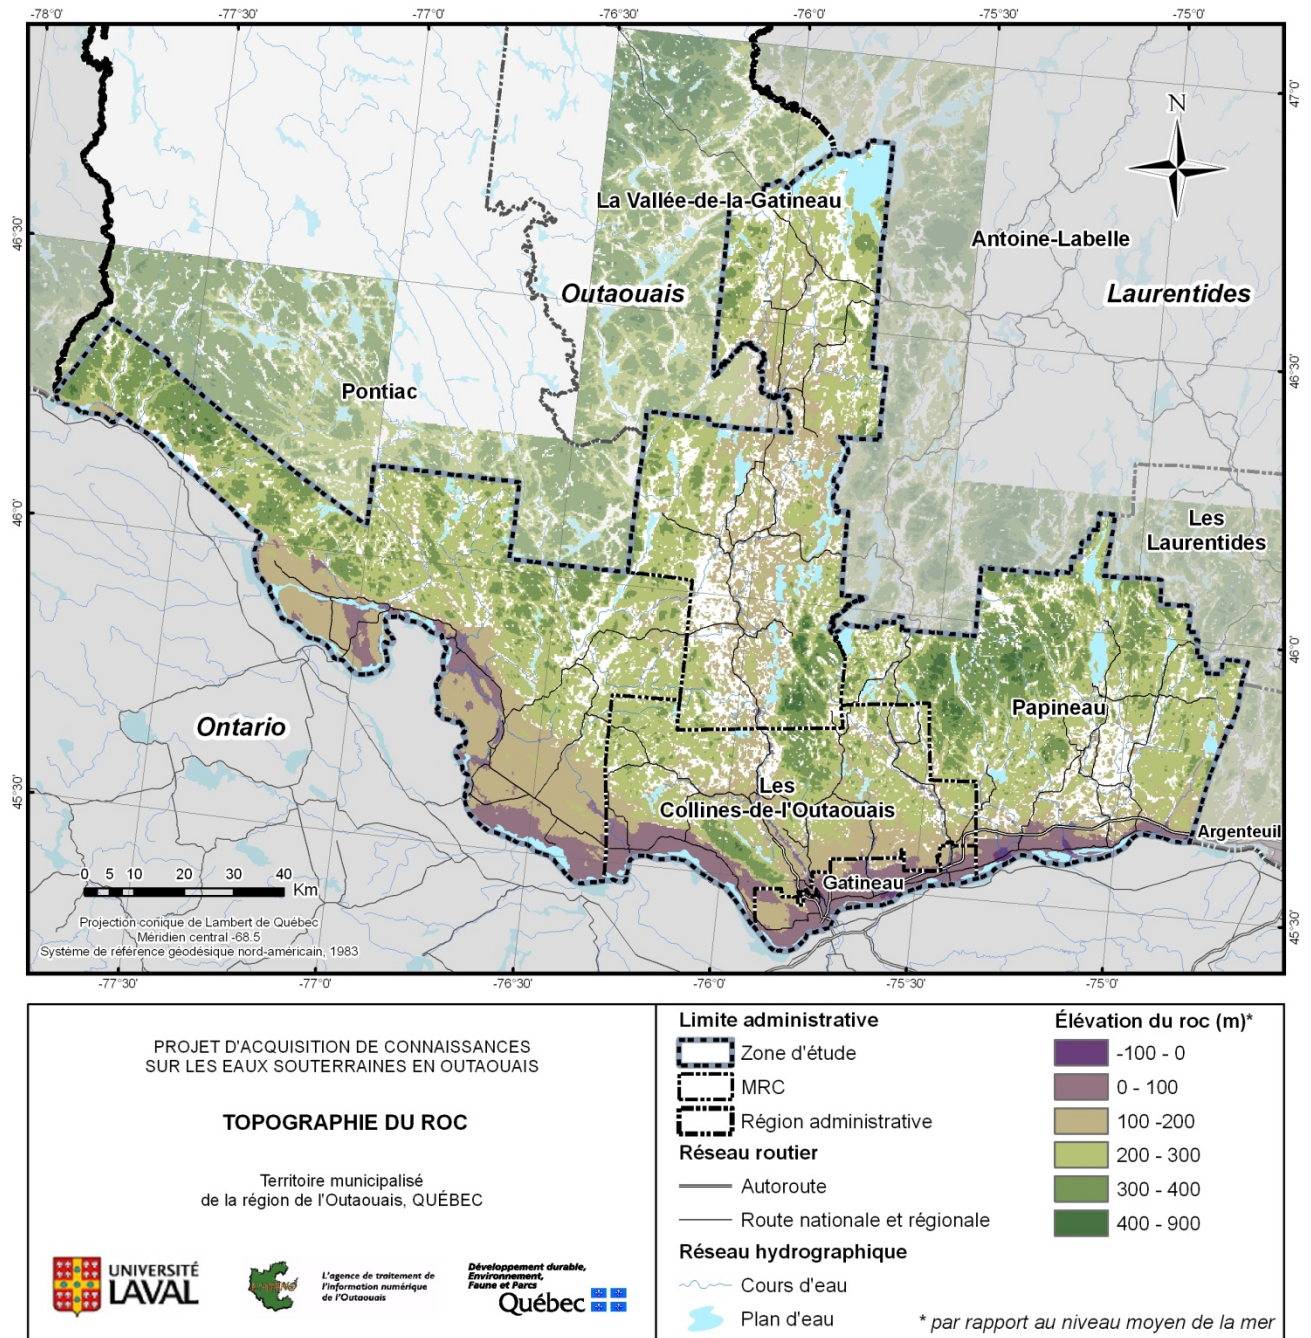 -78° -77°30' -77° -76°30' -76° -75°30' -75°
47°0'
N
La Vallée-de-la-Gatineau
46°30'
Antoine-Labelle
Outaouais
Laurentides
46°30'
Pontiac
46°0'
Les
Laurentides
46°0'
Papineau
Ontario
45°30'
Les
Collines-de-l'Outaouais
Argenteuil
Gatineau
0 5 10 20 30 40
Km
45°30'
Projection conique de Lambert de Québec
Méridien central -68.5
Système de référence géodésique nord-américain, 1983
-77°30' -77°0' -76°30' -76°0' -75°30' -75°0'
PROJET D'ACQUISITION DE CONNAISSANCES
SUR LES EAUX SOUTERRAINES EN OUTAOUAIS
TOPOGRAPHIE DU ROC
Territoire municipalisé
de la région de l'Outaouais, QUÉBEC
UNIVERSITÉ
LAVAL
L'agence de traitement de
l'information numérique
de l'Outaouais
Développement durable,
Environnement,
Faune et Parcs
Québec
Limite administrative
Zone d'étude
MRC
Région administrative
Réseau routier
Autoroute
Route nationale et régionale
Réseau hydrographique
Cours d'eau
Plan d'eau
Élévation du roc (m)*
-100 - 0
0 - 100
100 -200
200 - 300
300 - 400
400 - 900
* par rapport au niveau moyen de la mer